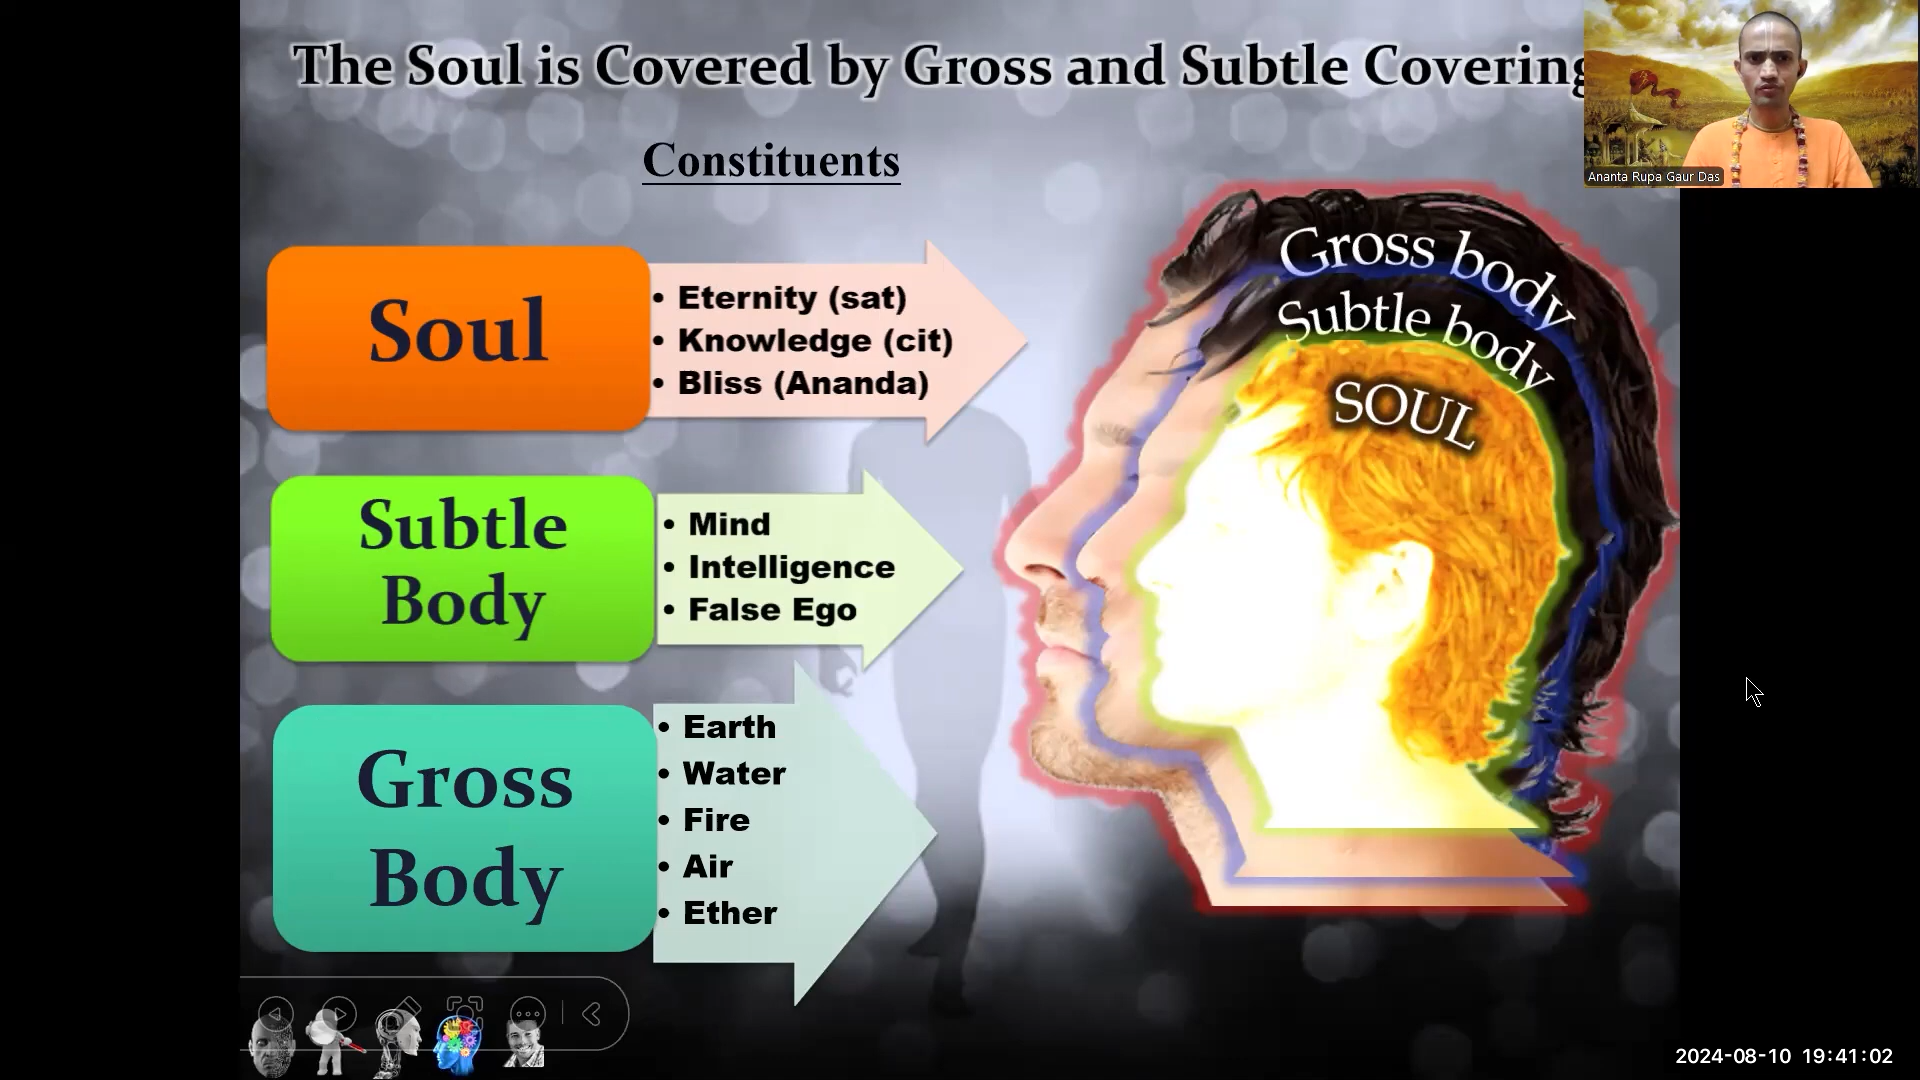 The Soul is Covered by Gross and Subtle Covering
Ananta Rupa Gaur Das
Constituents
Soul
• Eternity (sat)
• Knowledge (cit)
• Bliss (Ananda)
Subtle
Body
• Mind
• Intelligence
• False Ego
Gross
Body
• Earth
• Water
• Fire
• Air
• Ether
Gross body
Subtle body
SOUL
2024-08-10 19:41:02